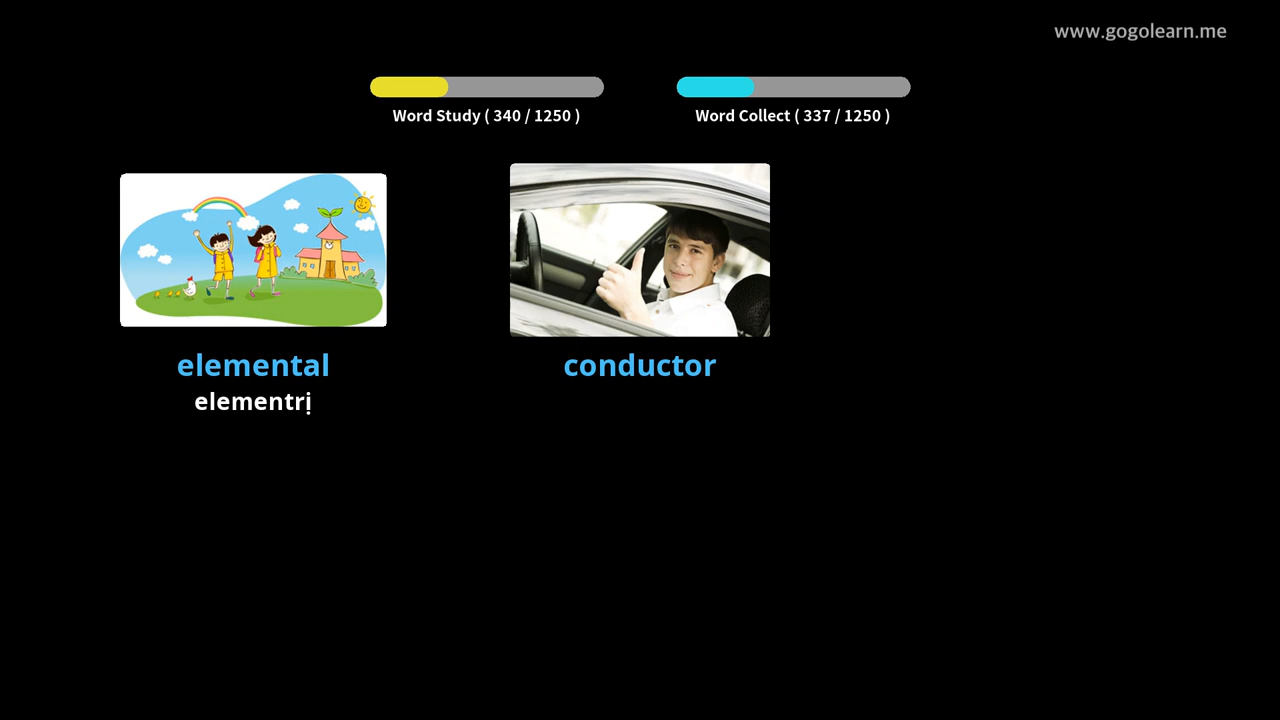 www.gogolearn.me
Word Study ( 340 / 1250 )
Word Collect ( 337 / 1250 )
elemental
elementrị
conductor